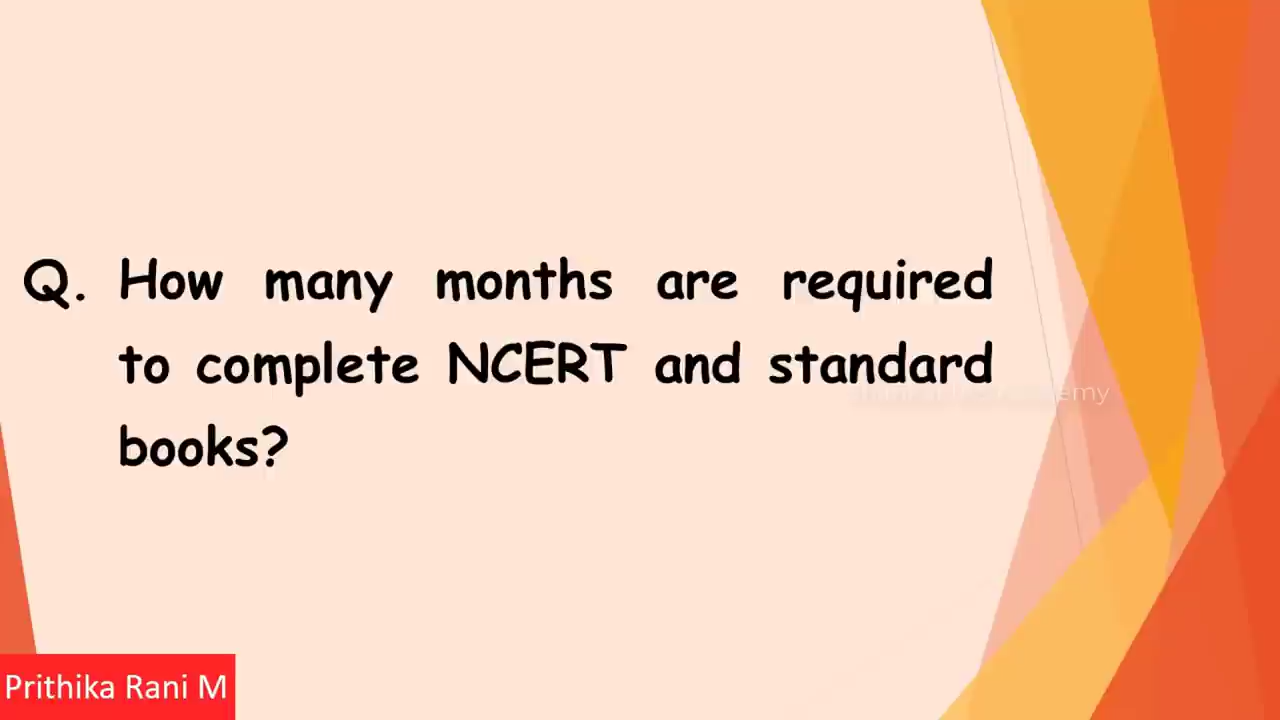 Q. How many months are required
to complete NCERT and standard
books?
Prithika Rani M